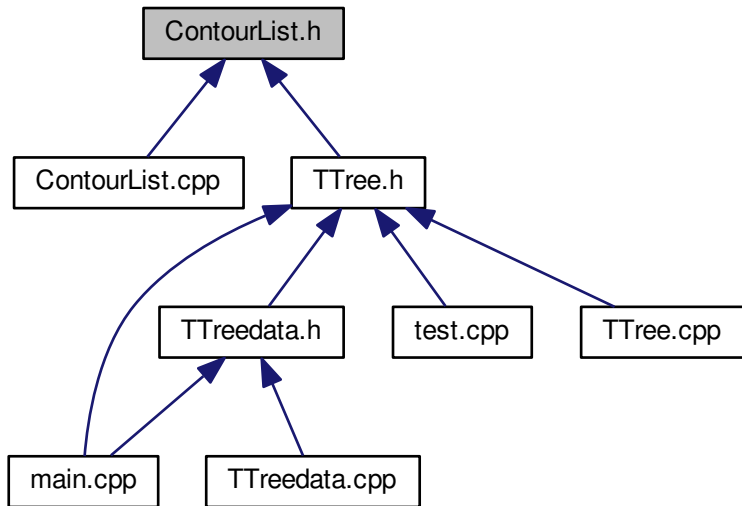 ContourList.h
ContourList.cpp
TTree.h
TTreedata.h
test.cpp
TTree.cpp
main.cpp
TTreedata.cpp